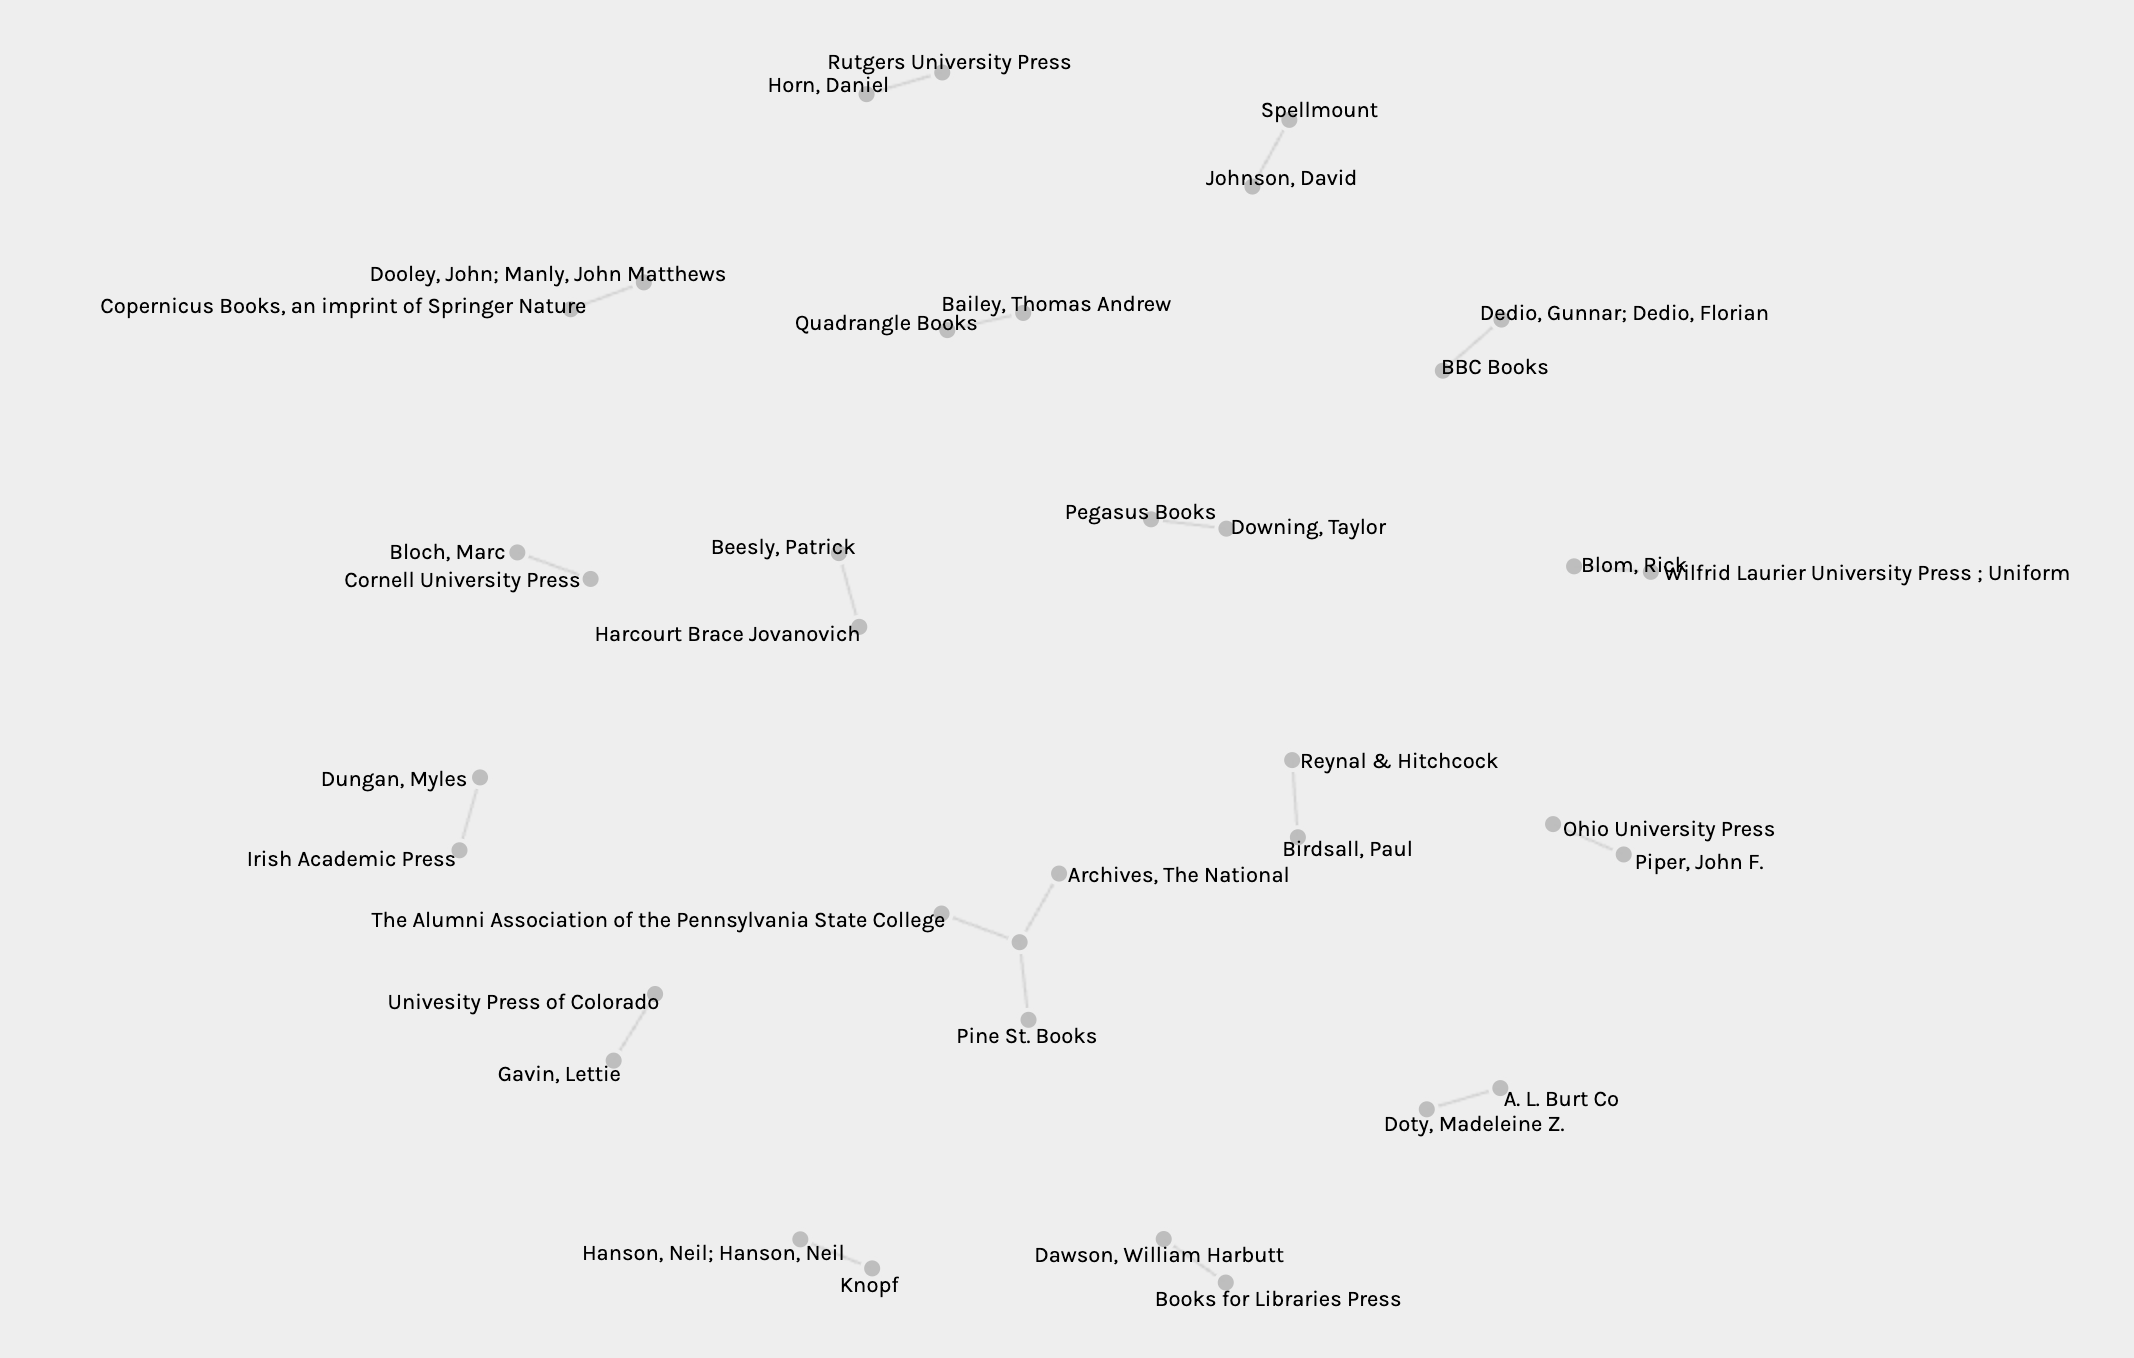 Rutgers University Press
Horn, Daniel
Spellmount
Johnson, David
Dooley, John; Manly, John Matthews
Copernicus Books, an imprint of Springer Nature
Bailey, Thomas Andrew
Quadrangle Books
Dedio, Gunnar; Dedio, Florian
BBC Books
Pegasus Books
Downing, Taylor
Bloch, Marc
Cornell University Press
Beesly, Patrick
Harcourt Brace Jovanovich
Blom, Rick
Wilfrid Laurier University Press ; Uniform
Dungan, Myles
Irish Academic Press
Reynal & Hitchcock
Birdsall, Paul
Ohio University Press
Piper, John F.
Archives, The National
The Alumni Association of the Pennsylvania State College
Pine St. Books
Univesity Press of Colorado
Gavin, Lettie
A. L. Burt Co
Doty, Madeleine Z.
Hanson, Neil; Hanson, Neil
Knopf
Dawson, William Harbutt
Books for Libraries Press